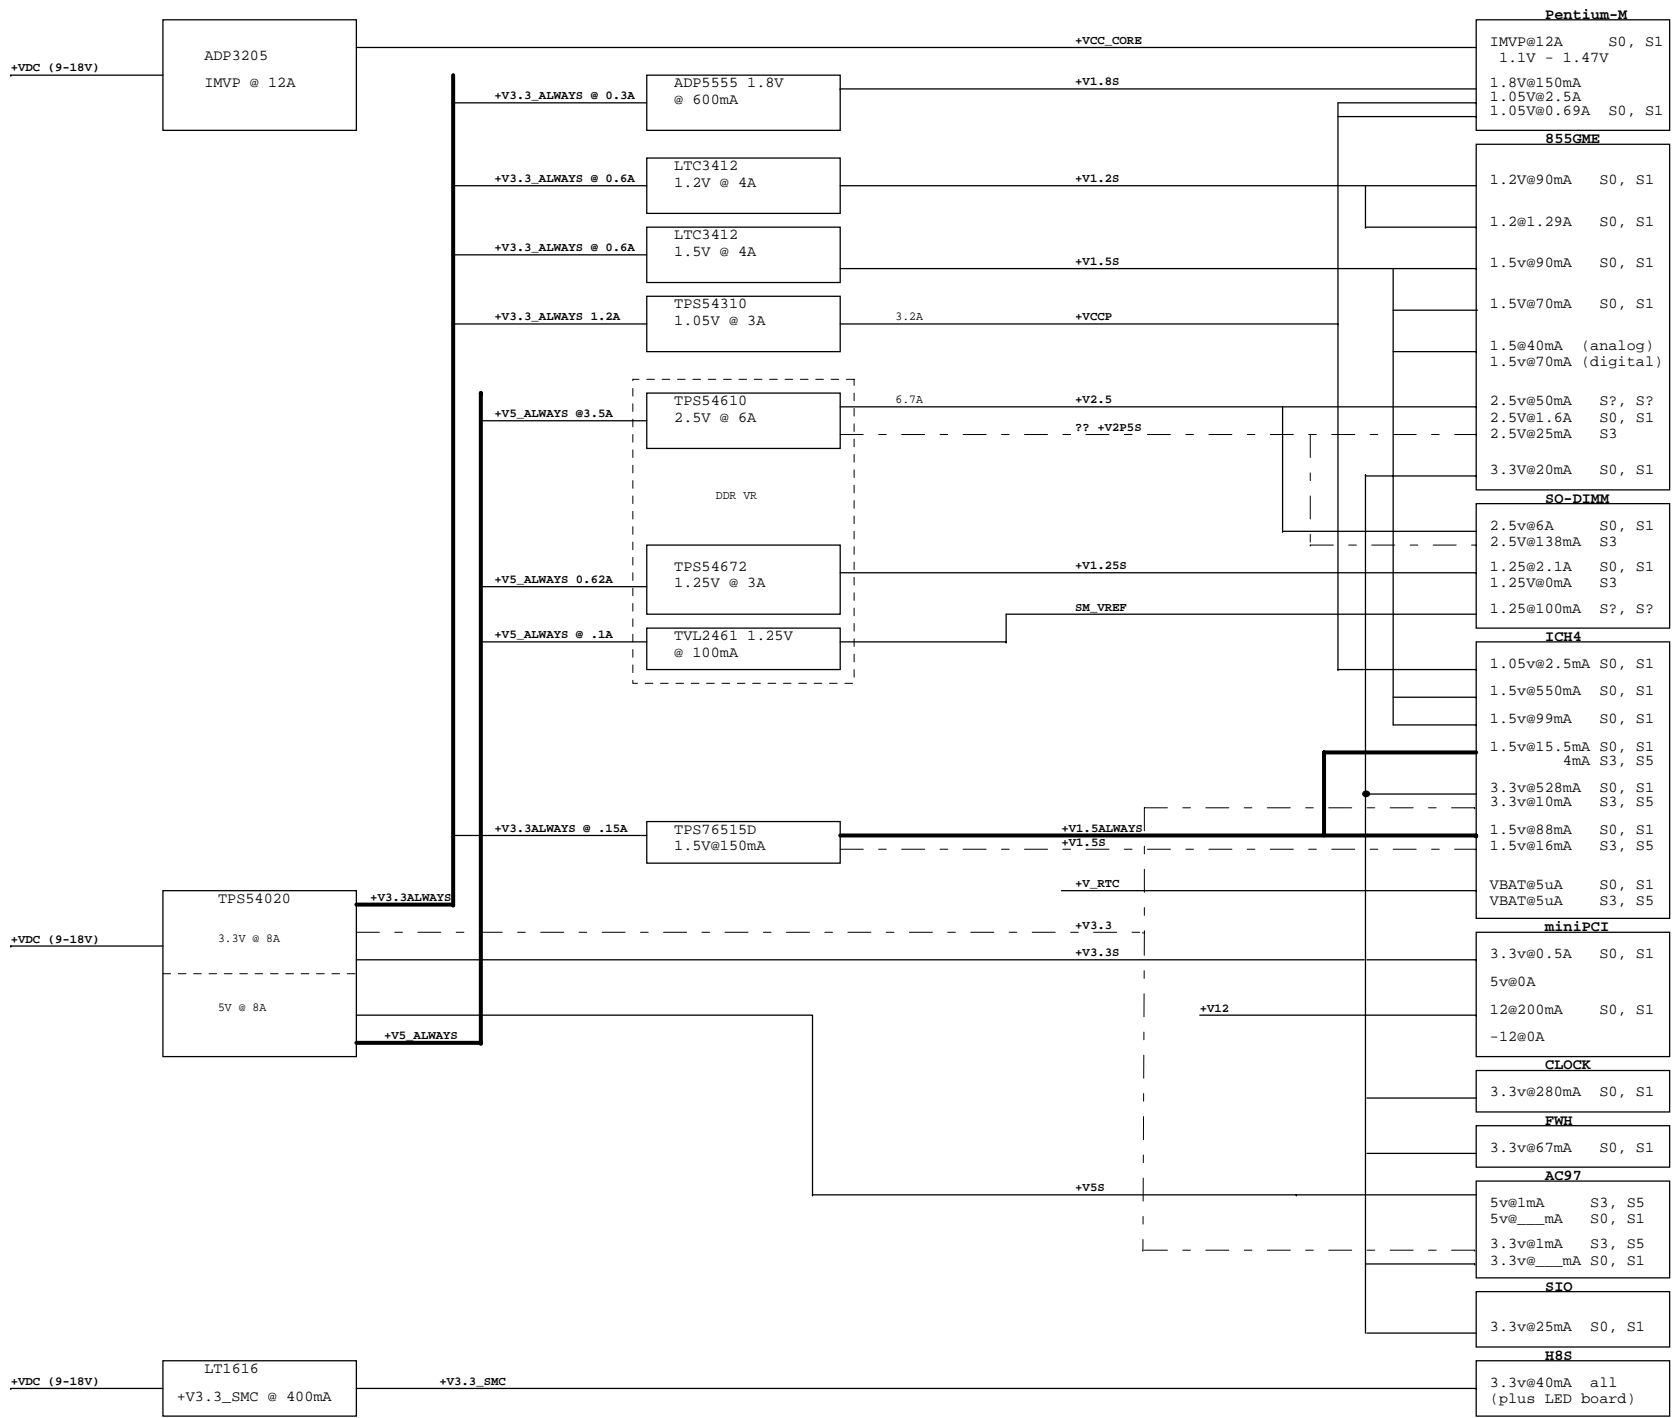 Pentium-M
ADP3205
IMVP @ 12A
+VDC (9-18V)
+VCC_CORE
IMVP@12A S0, S1
1.1V - 1.47V
1.8V@150mA
1.05V@2.5A
1.05V@0.69A S0, S1
+V3.3_ALWAYS @ 0.3A
ADP5555 1.8V
@ 600mA
+V1.8S
855GME
+V3.3_ALWAYS @ 0.6A
LTC3412
1.2V @ 4A
+V1.2S
1.2V@90mA S0, S1
1.2@1.29A S0, S1
+V3.3_ALWAYS @ 0.6A
LTC3412
1.5V @ 4A
+V1.5S
1.5v@90mA S0, S1
1.5V@70mA S0, S1
+V3.3_ALWAYS 1.2A
TPS54310
1.05V @ 3A
3.2A
+VCCP
1.5@40mA (analog)
1.5v@70mA (digital)
+V5_ALWAYS @3.5A
TPS54610
2.5V @ 6A
6.7A
+V2.5
?? +V2P5S
2.5v@50mA S?, S?
2.5V@1.6A S0, S1
2.5V@25mA S3
3.3V@20mA S0, S1
DDR VR
SO-DIMM
2.5v@6A S0, S1
2.5V@138mA S3
1.25@2.1A S0, S1
1.25V@0mA S3
1.25@100mA S?, S?
+V5_ALWAYS 0.62A
TPS54672
1.25V @ 3A
+V1.25S
SM_VREF
+V5_ALWAYS @ .1A
TVL2461 1.25V
@ 100mA
ICH4
1.05v@2.5mA S0, S1
1.5v@550mA S0, S1
1.5v@99mA S0, S1
1.5v@15.5mA S0, S1
4mA S3, S5
3.3v@528mA S0, S1
3.3v@10mA S3, S5
1.5v@88mA S0, S1
1.5v@16mA S3, S5
VBAT@5uA S0, S1
VBAT@5uA S3, S5
+V3.3ALWAYS @ .15A
TPS76515D
1.5V@150mA
+V1.5ALWAYS
+V1.5S
+V_RTC
TPS54020
3.3V @ 8A
5V @ 8A
+VDC (9-18V)
+V3.3ALWAYS
+V3.3
+V3.3S
+V5_ALWAYS
miniPCI
3.3v@0.5A S0, S1
5v@0A
+V12
12@200mA S0, S1
-12@0A
CLOCK
3.3v@280mA S0, S1
FWH
3.3v@67mA S0, S1
AC97
+V5S
5v@1mA S3, S5
5v@___mA S0, S1
3.3v@1mA S3, S5
3.3v@___mA S0, S1
SIO
3.3v@25mA S0, S1
H8S
+VDC (9-18V)
LT1616
+V3.3_SMC @ 400mA
+V3.3_SMC
3.3v@40mA all
(plus LED board)